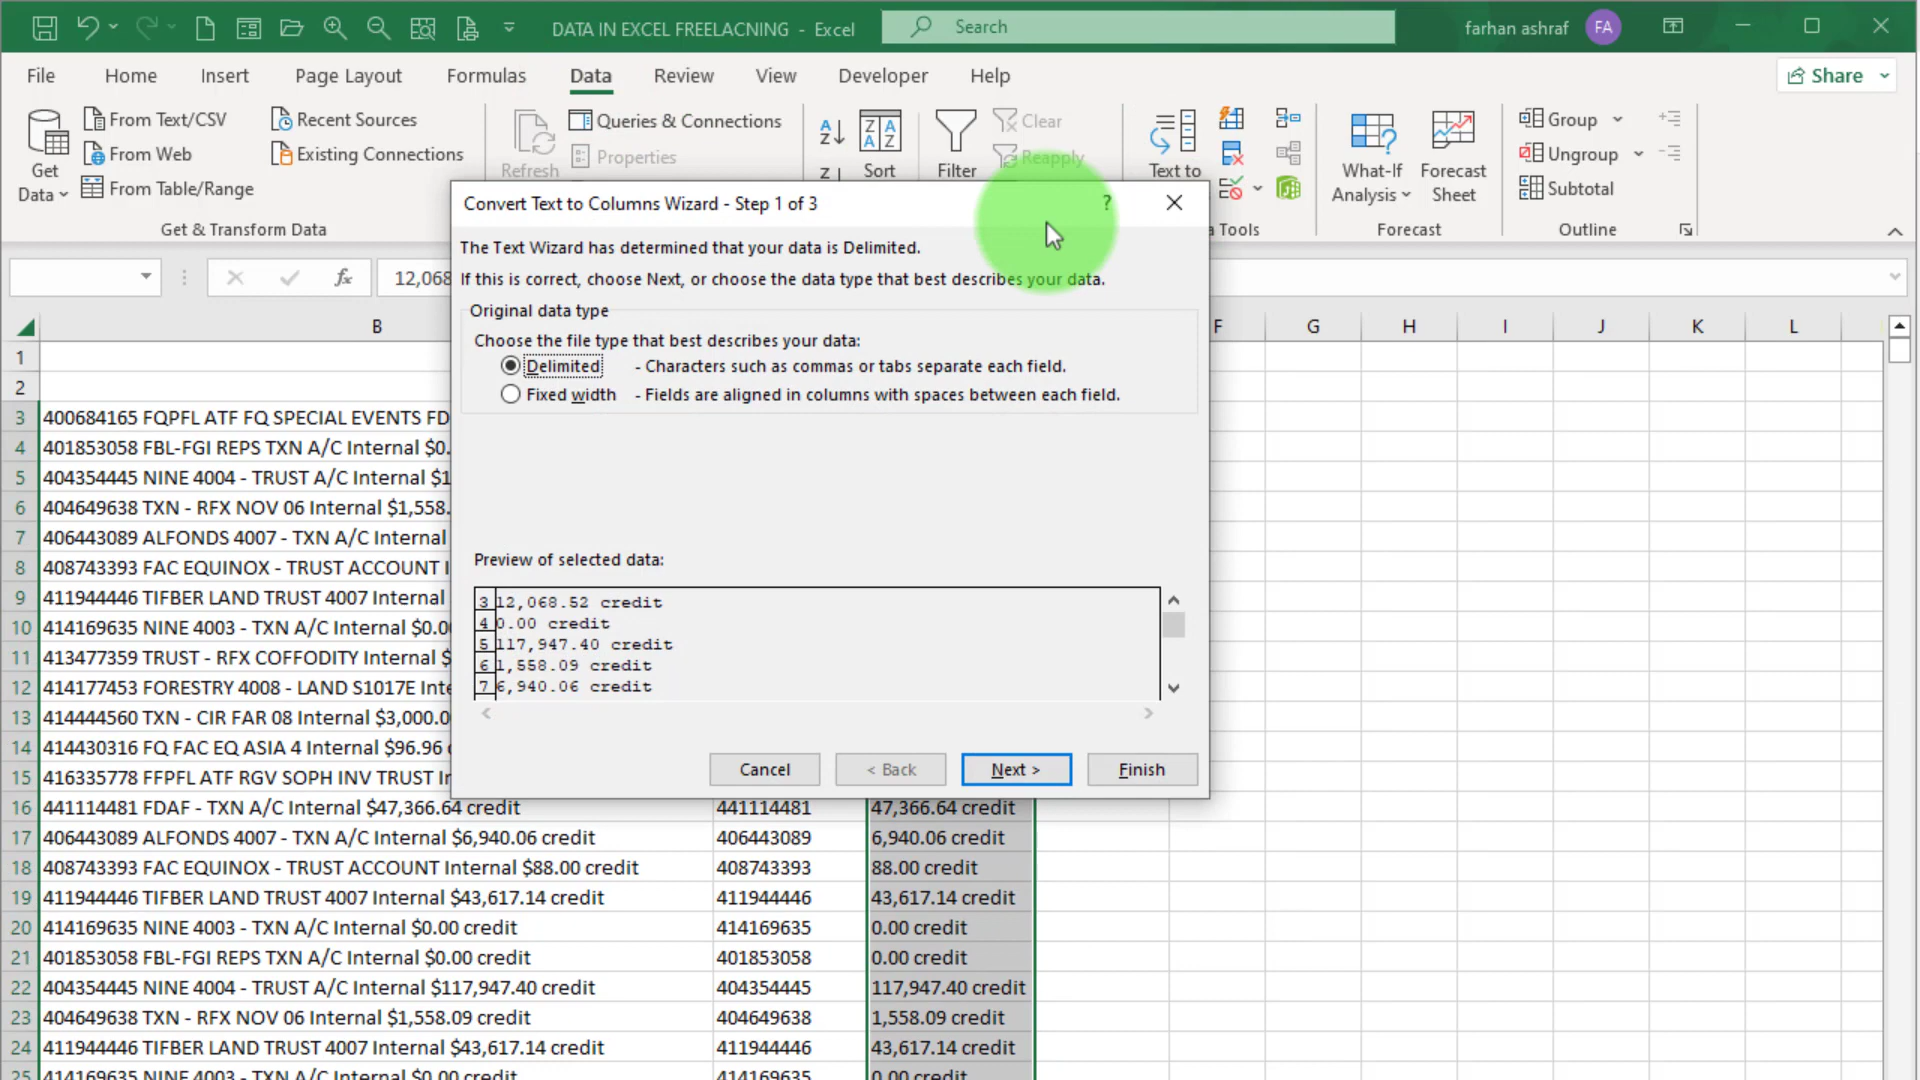 DATA IN EXCEL FREELACNING - Excel
Search
farhan ashraf
FA
File
Home
Insert
Page Layout
Formulas
Data
Review
View
Developer
Help
Share
Get
Data
From Text/CSV
From Web
From Table/Range
Recent Sources
Existing Connections
Get & Transform Data
Refresh
Queries & Connections
Properties
Sort
Filter
Clear
Reapply
Text to
What-If
Analysis
Forecast
Sheet
Forecast
Group
Ungroup
Subtotal
Outline
Tools
fx
12,068
Convert Text to Columns Wizard - Step 1 of 3
?
The Text Wizard has determined that your data is Delimited.
If this is correct, choose Next, or choose the data type that best describes your data.
Original data type
Choose the file type that best describes your data:
Delimited - Characters such as commas or tabs separate each field.
Fixed width - Fields are aligned in columns with spaces between each field.
Preview of selected data:
3 12,068.52 credit
4 0.00 credit
5 117,947.40 credit
6 1,558.09 credit
7 6,940.06 credit
Cancel
< Back
Next >
Finish
B F G H I J K L
1
2
3 400684165 FQPFL ATF FQ SPECIAL EVENTS FD
4 401853058 FBL-FGI REPS TXN A/C Internal $0.
5 404354445 NINE 4004 - TRUST A/C Internal $1
6 404649638 TXN - RFX NOV 06 Internal $1,558.
7 406443089 ALFONDS 4007 - TXN A/C Internal
8 408743393 FAC EQUINOX - TRUST ACCOUNT I
9 411944446 TIFBER LAND TRUST 4007 Internal
10 414169635 NINE 4003 - TXN A/C Internal $0.0
11 413477359 TRUST - RFX COFFODITY Internal $
12 414177453 FORESTRY 4008 - LAND S1017E Inte
13 414444560 TXN - CIR FAR 08 Internal $3,000.0
14 414430316 FQ FAC EQ ASIA 4 Internal $96.96
15 416335778 FFPFL ATF RGV SOPH INV TRUST In
16 441114481 FDAF - TXN A/C Internal $47,366.64 credit 441114481 47,366.64 credit
17 406443089 ALFONDS 4007 - TXN A/C Internal $6,940.06 credit 406443089 6,940.06 credit
18 408743393 FAC EQUINOX - TRUST ACCOUNT Internal $88.00 credit 408743393 88.00 credit
19 411944446 TIFBER LAND TRUST 4007 Internal $43,617.14 credit 411944446 43,617.14 credit
20 414169635 NINE 4003 - TXN A/C Internal $0.00 credit 414169635 0.00 credit
21 401853058 FBL-FGI REPS TXN A/C Internal $0.00 credit 401853058 0.00 credit
22 404354445 NINE 4004 - TRUST A/C Internal $117,947.40 credit 404354445 117,947.40 credit
23 404649638 TXN - RFX NOV 06 Internal $1,558.09 credit 404649638 1,558.09 credit
24 411944446 TIFBER LAND TRUST 4007 Internal $43,617.14 credit 411944446 43,617.14 credit
25 414169635 NINE 4003 - TXN A/C Internal $0.00 credit 414169635 0.00 credit